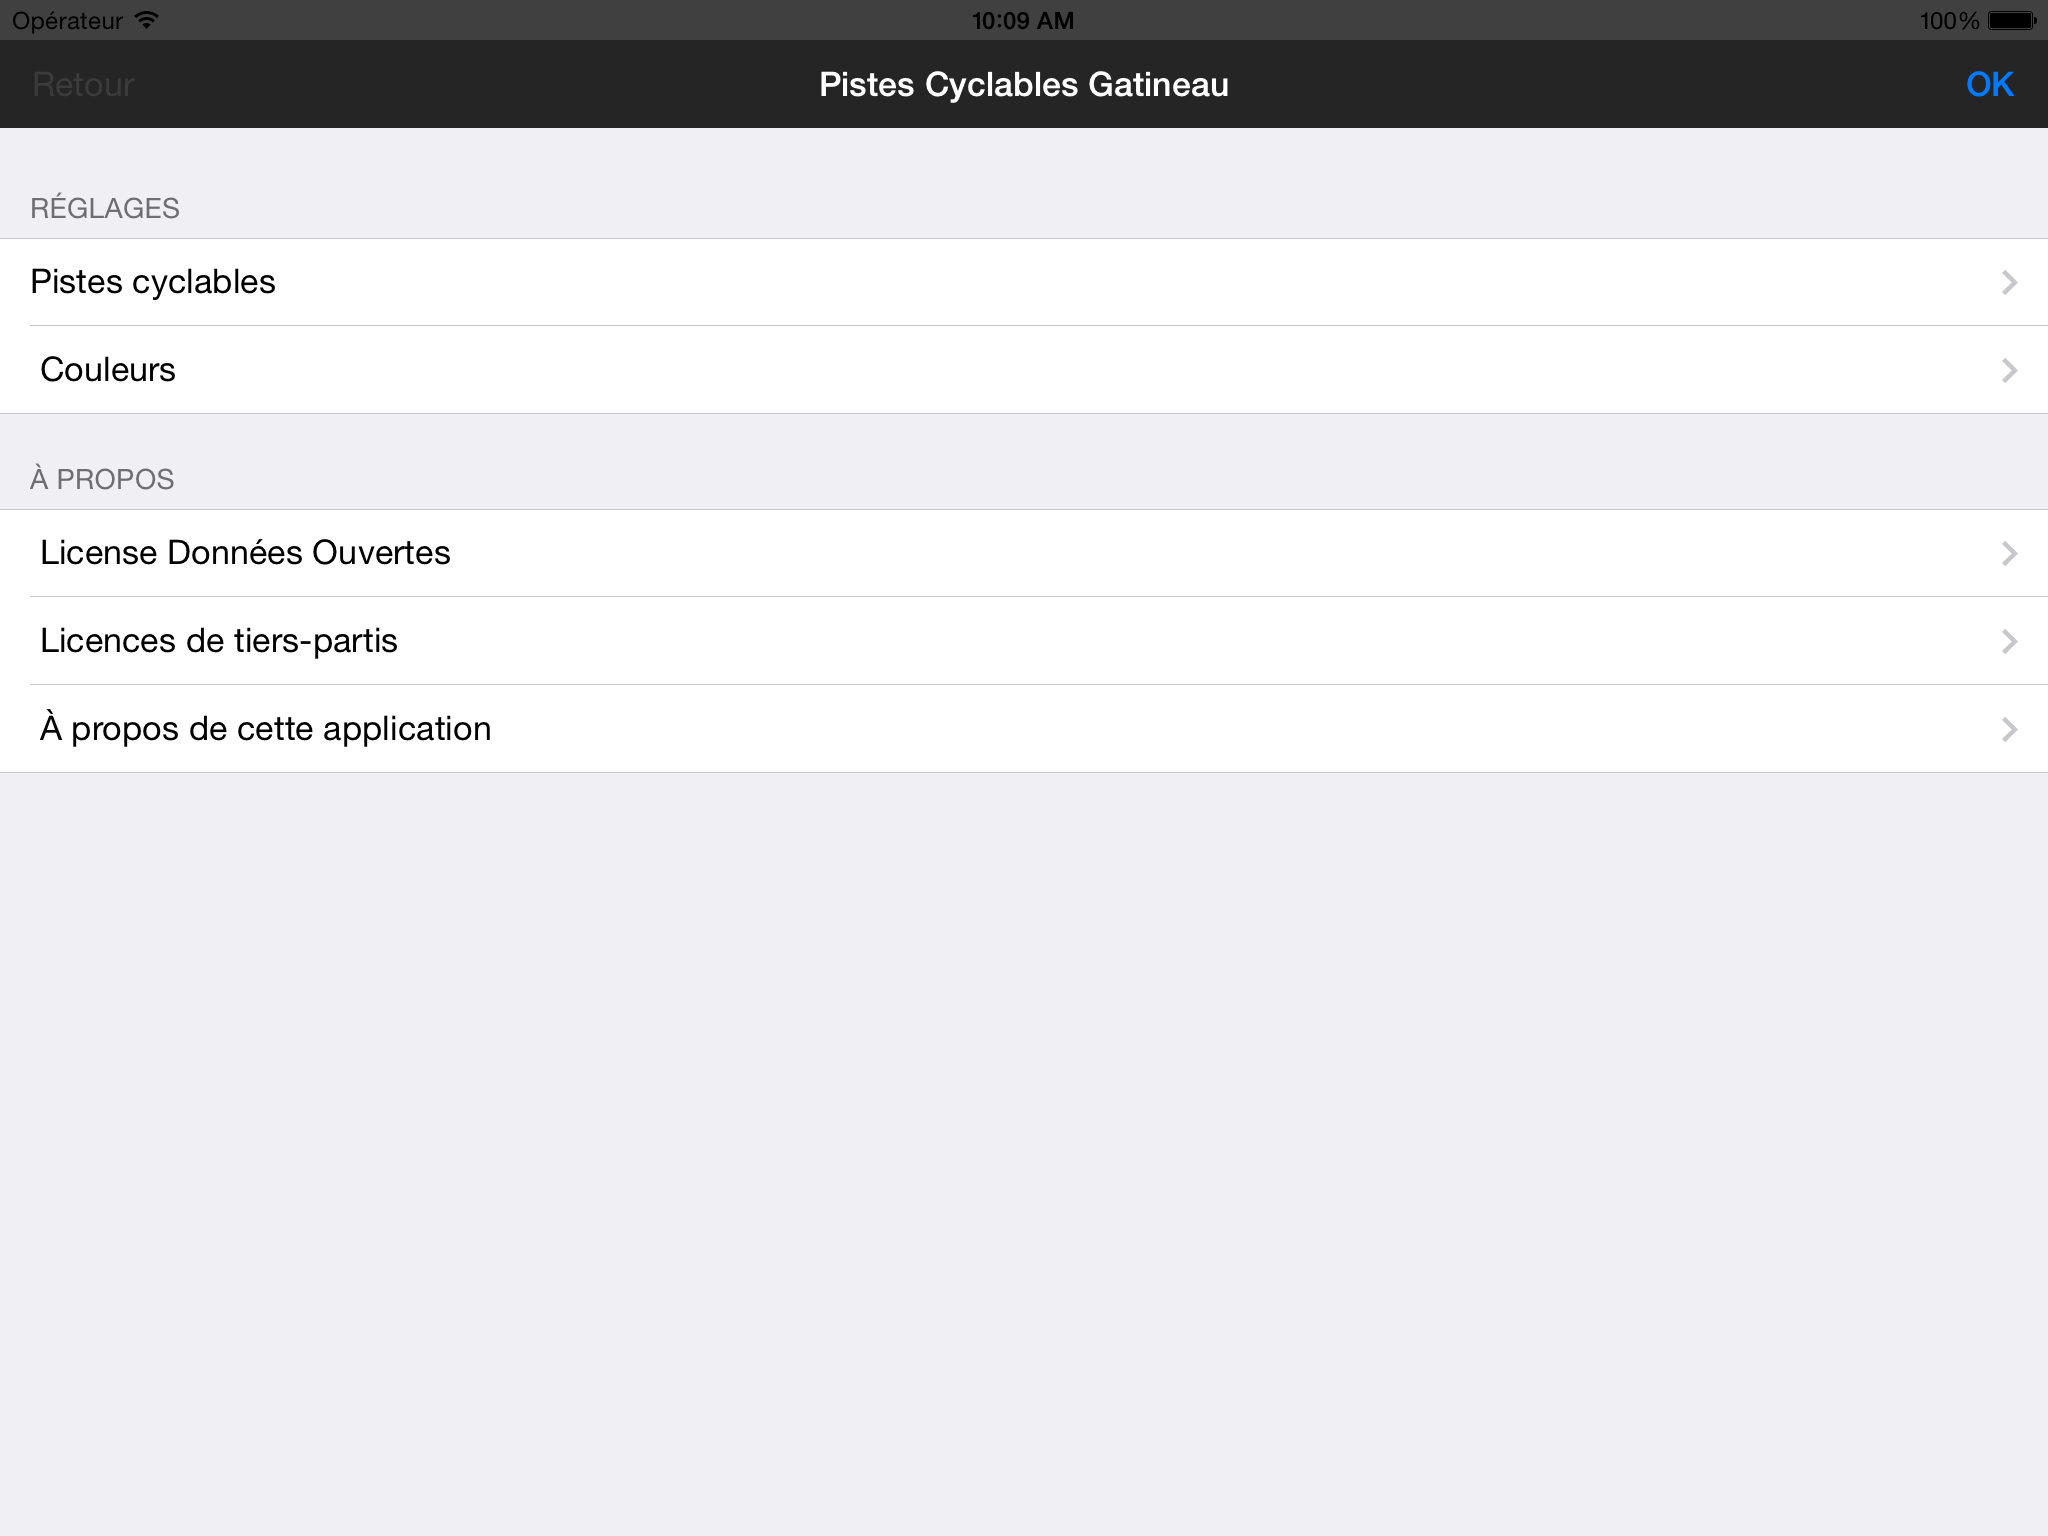 Opérateur 10:09 AM 100%
Retour Pistes Cyclables Gatineau OK
RÉGLAGES
Pistes cyclables
Couleurs
À PROPOS
License Données Ouvertes
Licences de tiers-partis
À propos de cette application